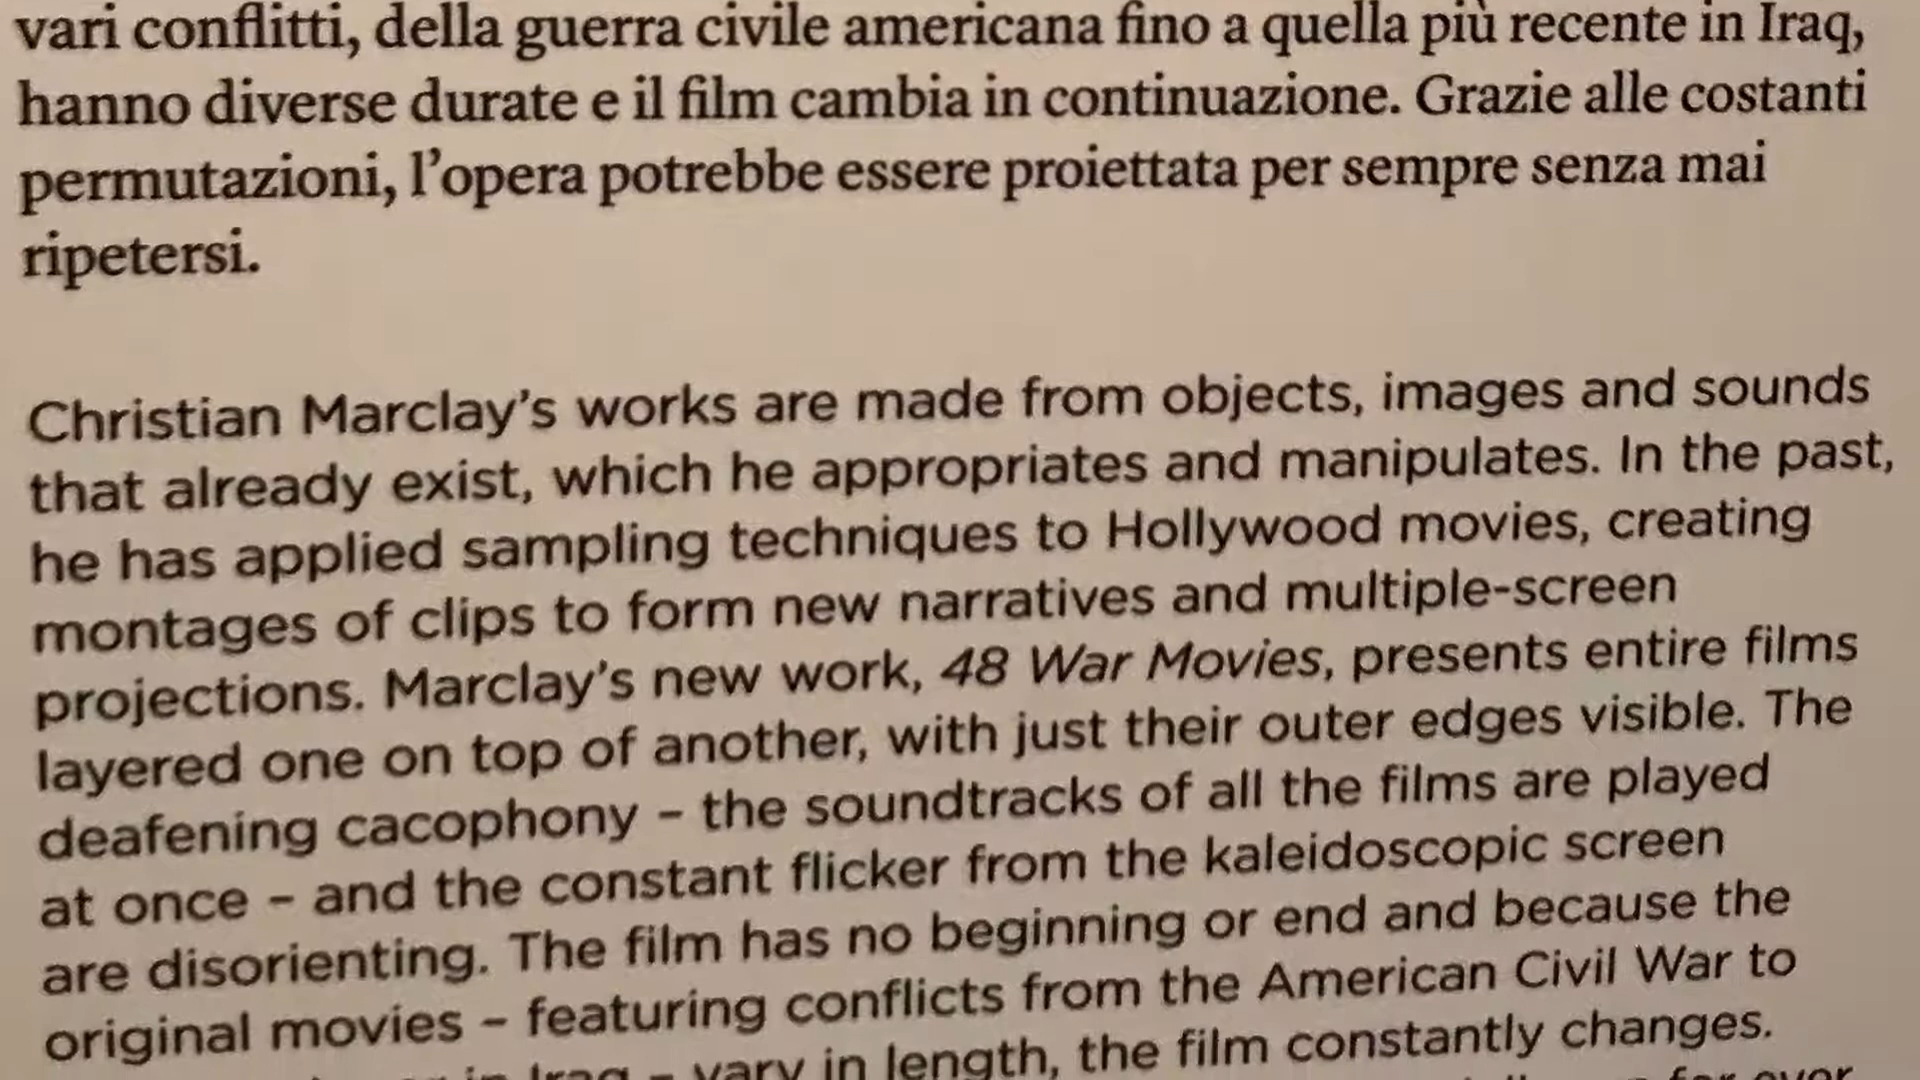 vari conflitti, della guerra civile americana fino a quella più recente in Iraq,
hanno diverse durate e il film cambia in continuazione. Grazie alle costanti
permutazioni, l’opera potrebbe essere proiettata per sempre senza mai
ripetersi.
Christian Marclay’s works are made from objects, images and sounds
that already exist, which he appropriates and manipulates. In the past,
he has applied sampling techniques to Hollywood movies, creating
montages of clips to form new narratives and multiple-screen
projections. Marclay’s new work, 48 War Movies, presents entire films
layered one on top of another, with just their outer edges visible. The
deafening cacophony – the soundtracks of all the films are played
at once – and the constant flicker from the kaleidoscopic screen
are disorienting. The film has no beginning or end and because the
original movies – featuring conflicts from the American Civil War to
in Iraq – vary in length, the film constantly changes.
for ever